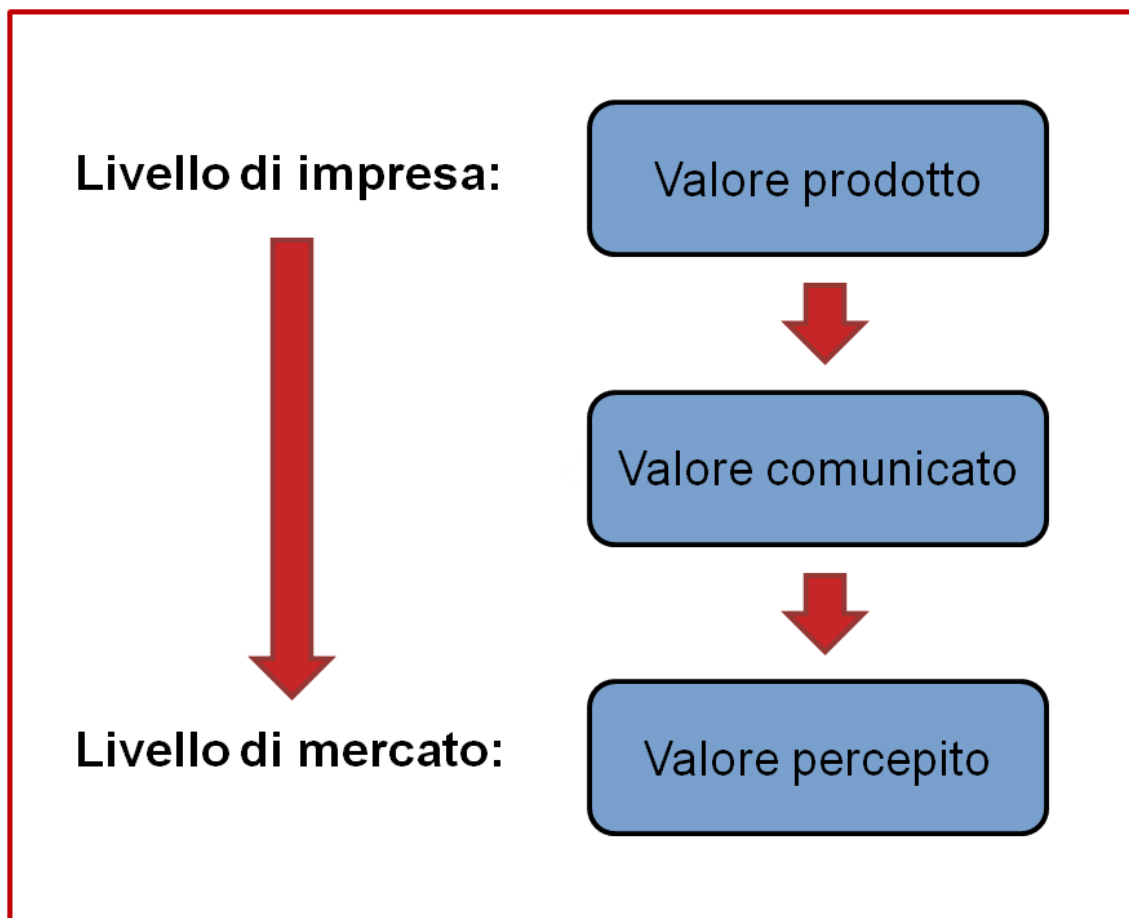 Livello di impresa:
Valore prodotto
Valore comunicato
Livello di mercato:
Valore percepito